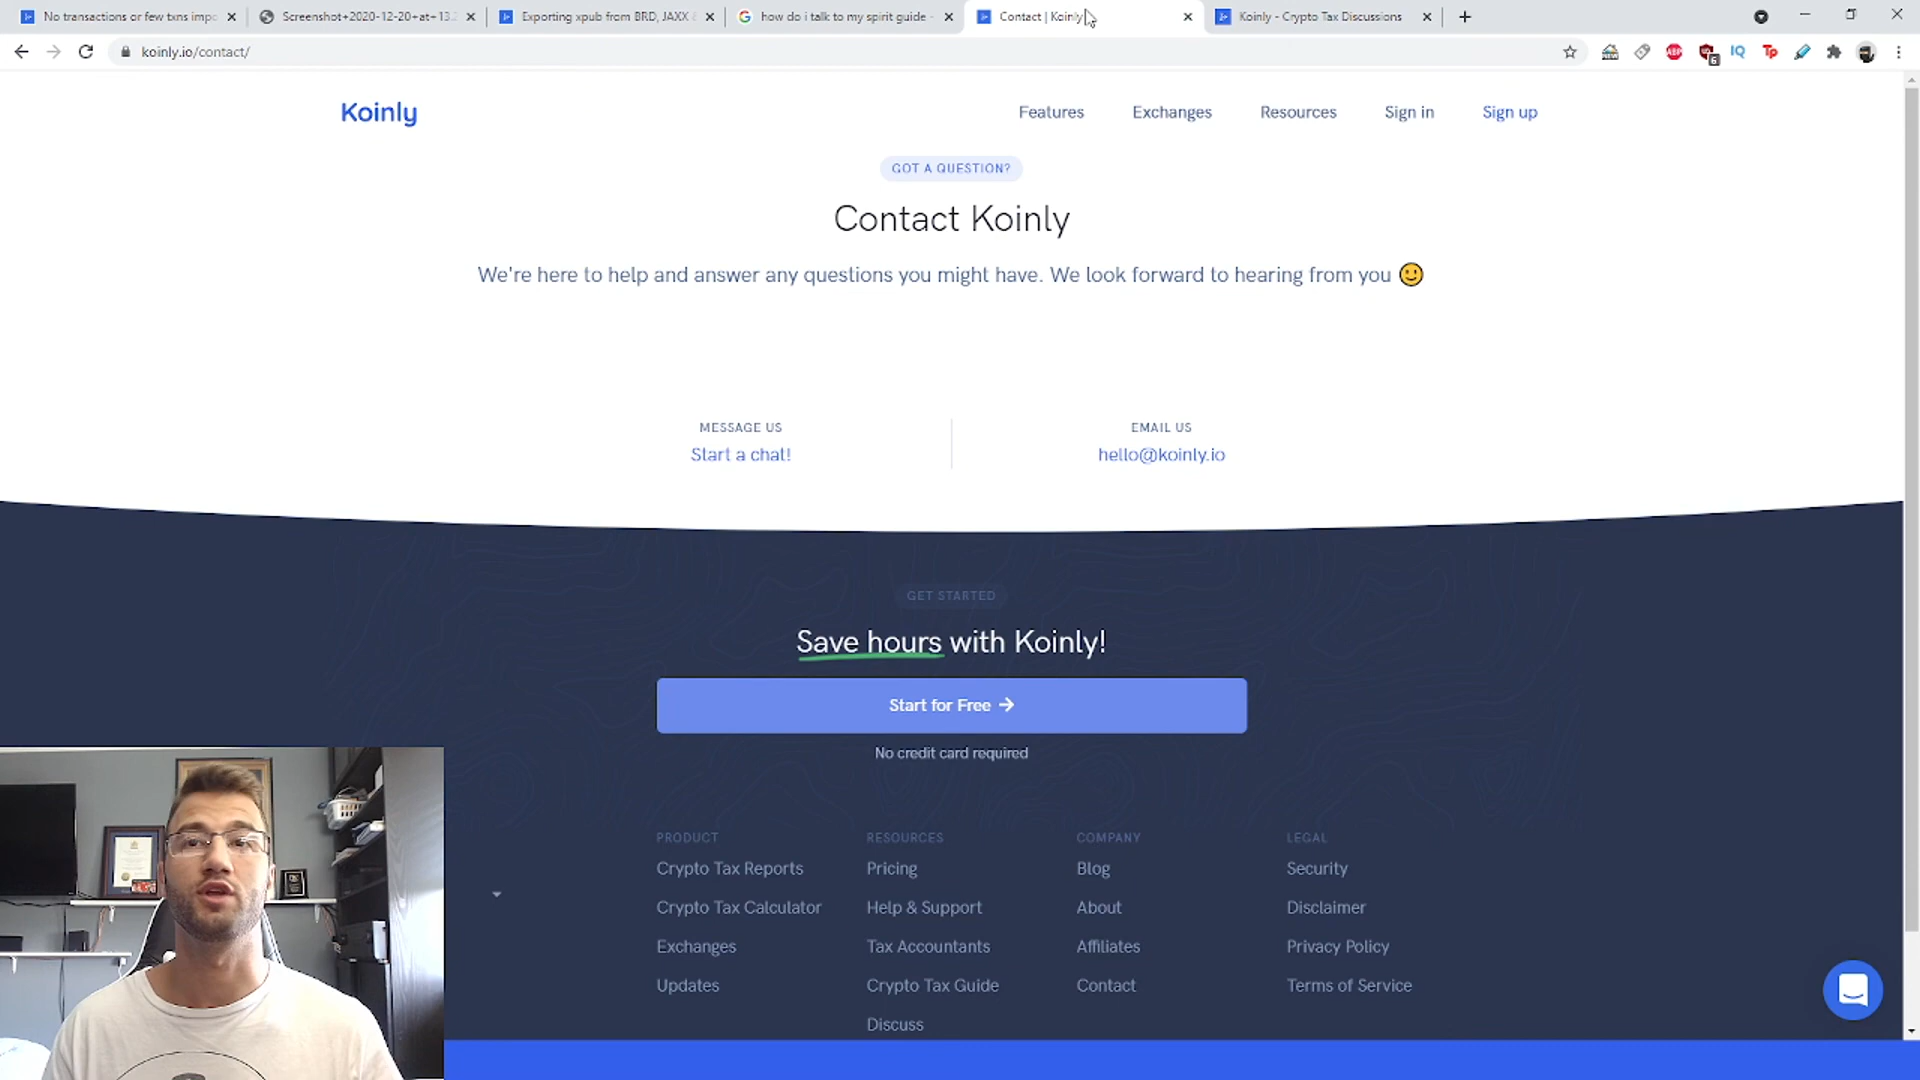 No transactions or few txns impo
Screenshot+2020-12-20+at+13.2
Exporting xpub from BRD, JAXX &
how do i talk to my spirit guide -
Contact | Koinly
Koinly - Crypto Tax Discussions
koinly.io/contact/
ABP
6
IQ
Tp
Koinly
Features
Exchanges
Resources
Sign in
Sign up
GOT A QUESTION?
Contact Koinly
We're here to help and answer any questions you might have. We look forward to hearing from you
MESSAGE US
Start a chat!
EMAIL US
hello@koinly.io
GET STARTED
Save hours with Koinly!
Start for Free →
No credit card required
PRODUCT
Crypto Tax Reports
Crypto Tax Calculator
Exchanges
Updates
RESOURCES
Pricing
Help & Support
Tax Accountants
Crypto Tax Guide
Discuss
COMPANY
Blog
About
Affiliates
Contact
LEGAL
Security
Disclaimer
Privacy Policy
Terms of Service